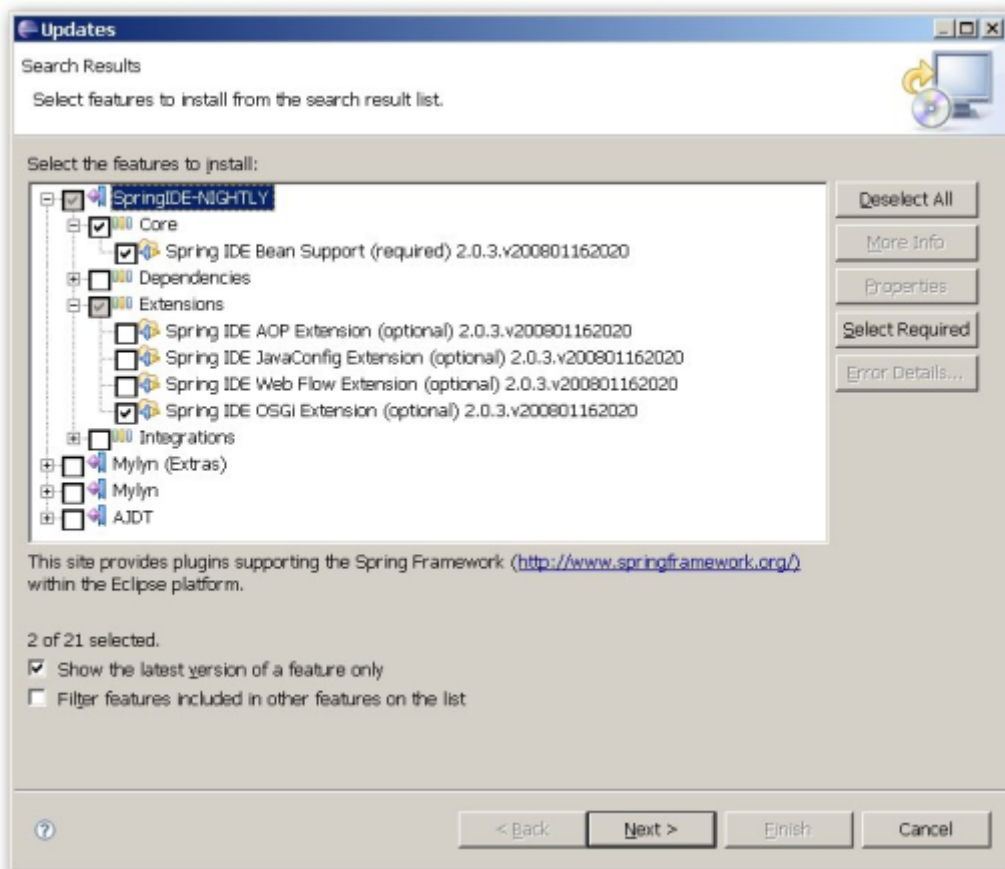 Updates
Search Results
Select features to install from the search result list.
Select the features to install:
SpringIDE-NIGHTLY
Core
Spring IDE Bean Support (required) 2.0.3.v200801162020
Dependencies
Extensions
Spring IDE AOP Extension (optional) 2.0.3.v200801162020
Spring IDE JavaConfig Extension (optional) 2.0.3.v200801162020
Spring IDE Web Flow Extension (optional) 2.0.3.v200801162020
Spring IDE OSGi Extension (optional) 2.0.3.v200801162020
Integrations
Mylyn (Extras)
Mylyn
AJDT
Deselect All
More Info
Properties
Select Required
Error Details...
This site provides plugins supporting the Spring Framework (http://www.springframework.org/)
within the Eclipse platform.
2 of 21 selected.
Show the latest version of a feature only
Filter features included in other features on the list
< Back Next > Finish Cancel